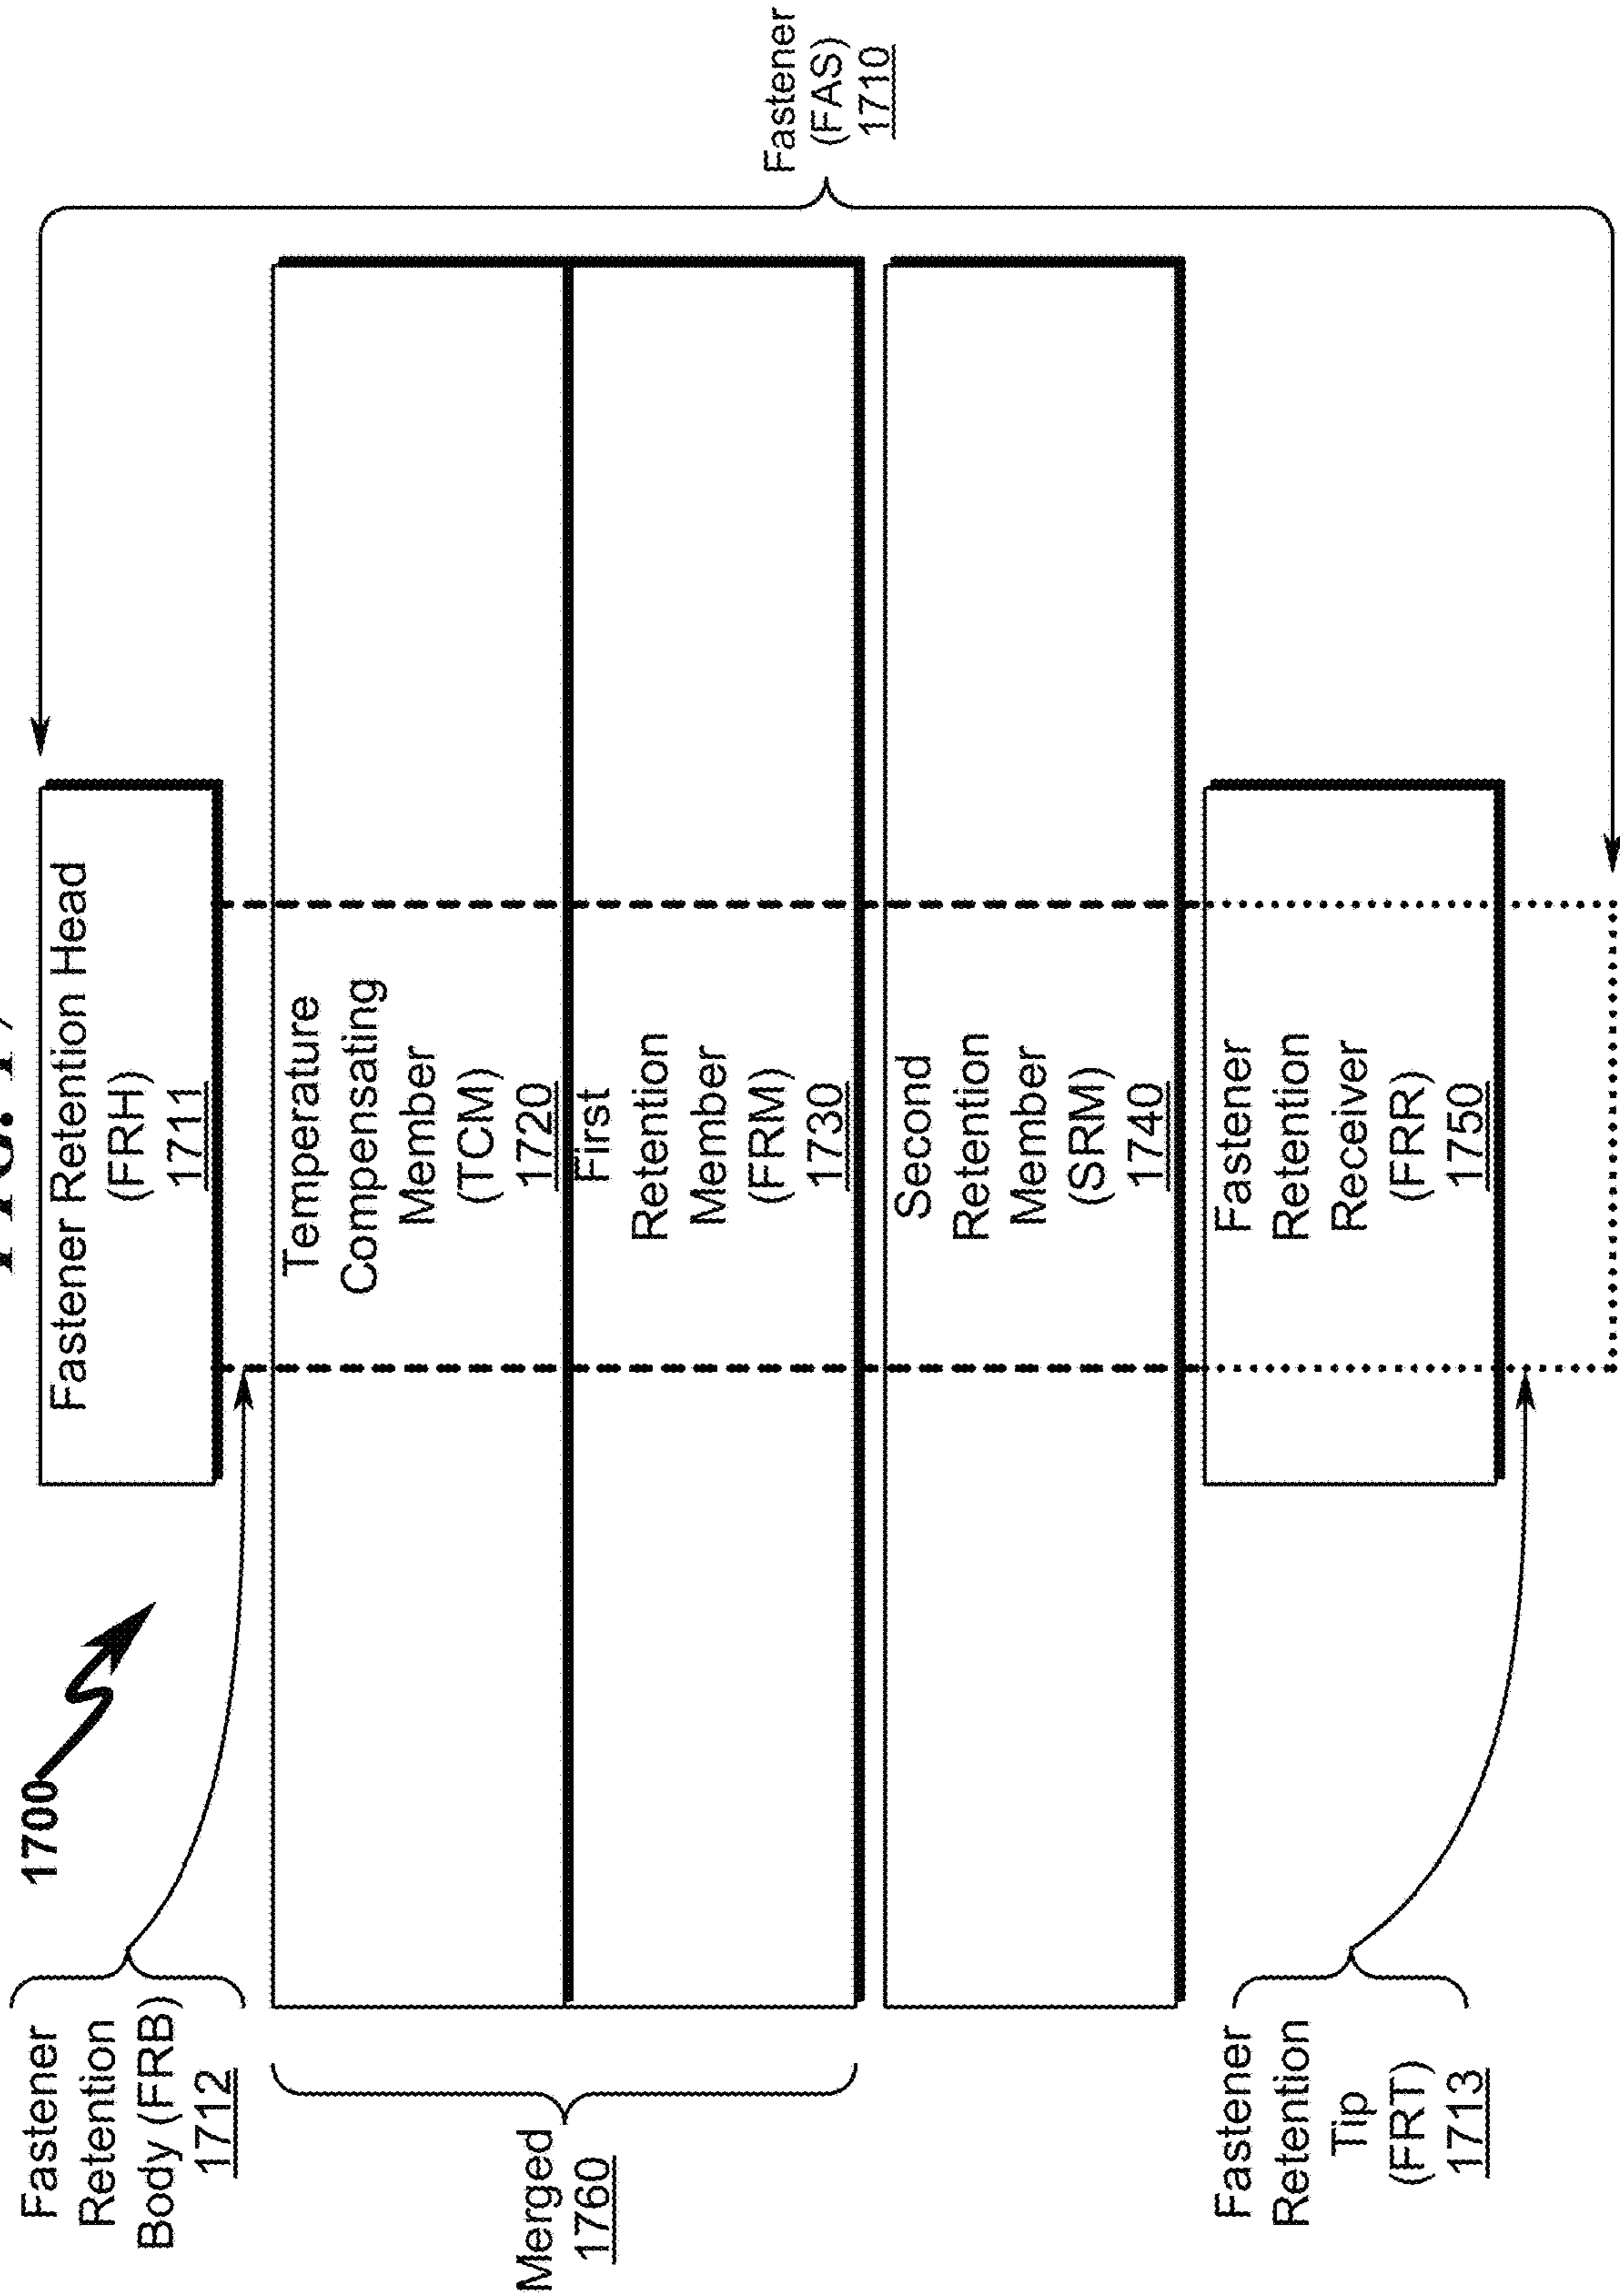 1700
Fastener
Retention
Body (FRB)
1712
Fastener Retention Head
(FRH)
1711
Temperature
Compensating
Member
(TCM)
1720
Merged
1760
First
Retention
Member
(FRM)
1730
Fastener
(FAS)
1710
Second
Retention
Member
(SRM)
1740
Fastener
Retention
Receiver
(FRR)
1750
Fastener
Retention
Tip
(FRT)
1713